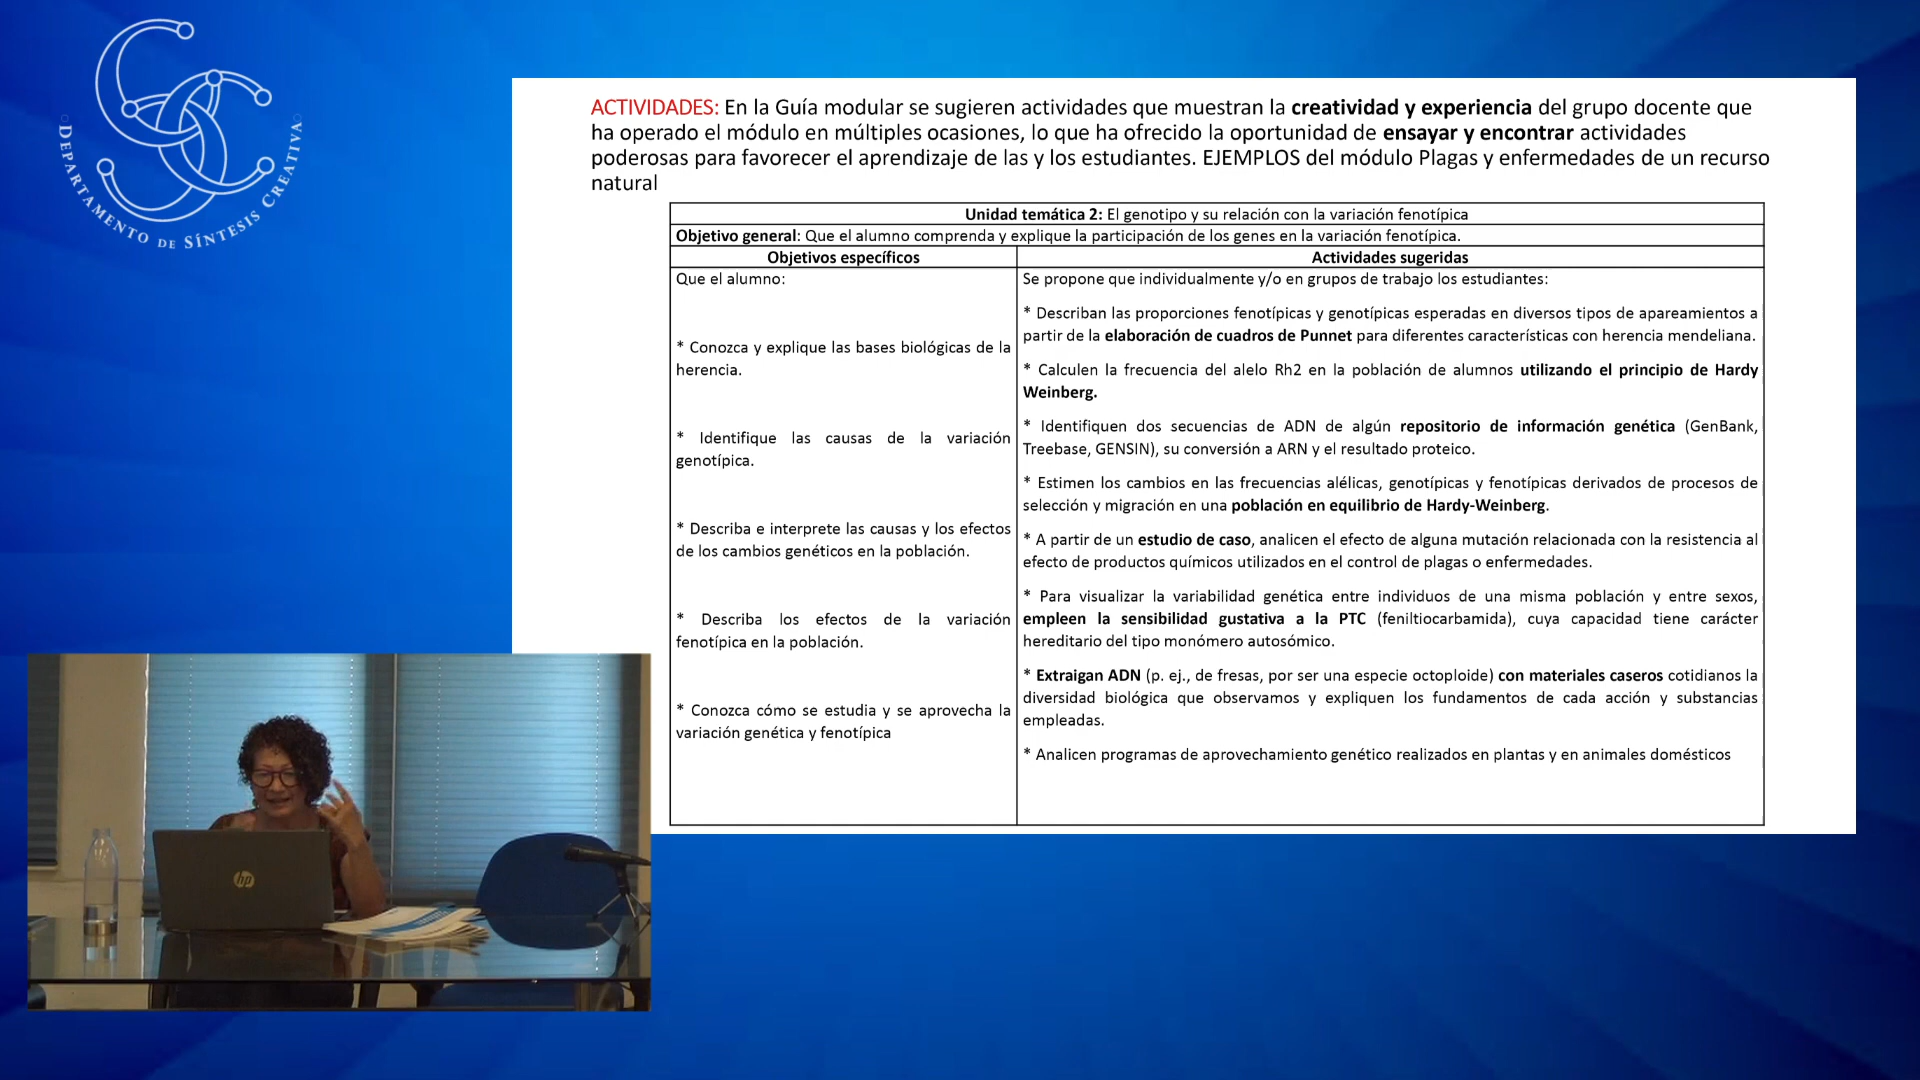 DEPARTAMENTO DE SÍNTESIS CREATIVA
ACTIVIDADES: En la Guía modular se sugieren actividades que muestran la creatividad y experiencia del grupo docente que
ha operado el módulo en múltiples ocasiones, lo que ha ofrecido la oportunidad de ensayar y encontrar actividades
poderosas para favorecer el aprendizaje de las y los estudiantes. EJEMPLOS del módulo Plagas y enfermedades de un recurso
natural
Unidad temática 2: El genotipo y su relación con la variación fenotípica
Objetivo general: Que el alumno comprenda y explique la participación de los genes en la variación fenotípica.
Objetivos específicos
Que el alumno:
* Conozca y explique las bases biológicas de la
herencia.
* Identifique las causas de la variación
genotípica.
* Describa e interprete las causas y los efectos
de los cambios genéticos en la población.
* Describa los efectos de la variación
fenotípica en la población.
* Conozca cómo se estudia y se aprovecha la
variación genética y fenotípica
Actividades sugeridas
Se propone que individualmente y/o en grupos de trabajo los estudiantes:
* Describan las proporciones fenotípicas y genotípicas esperadas en diversos tipos de apareamientos a
partir de la elaboración de cuadros de Punnet para diferentes características con herencia mendeliana.
* Calculen la frecuencia del alelo Rh2 en la población de alumnos utilizando el principio de Hardy
Weinberg.
* Identifiquen dos secuencias de ADN de algún repositorio de información genética (GenBank,
Treebase, GENSIN), su conversión a ARN y el resultado proteico.
* Estimen los cambios en las frecuencias alélicas, genotípicas y fenotípicas derivados de procesos de
selección y migración en una población en equilibrio de Hardy-Weinberg.
* A partir de un estudio de caso, analicen el efecto de alguna mutación relacionada con la resistencia al
efecto de productos químicos utilizados en el control de plagas o enfermedades.
* Para visualizar la variabilidad genética entre individuos de una misma población y entre sexos,
empleen la sensibilidad gustativa a la PTC (feniltiocarbamida), cuya capacidad tiene carácter
hereditario del tipo monómero autosómico.
* Extraigan ADN (p. ej., de fresas, por ser una especie octoploide) con materiales caseros cotidianos la
diversidad biológica que observamos y expliquen los fundamentos de cada acción y substancias
empleadas.
* Analicen programas de aprovechamiento genético realizados en plantas y en animales domésticos
hp